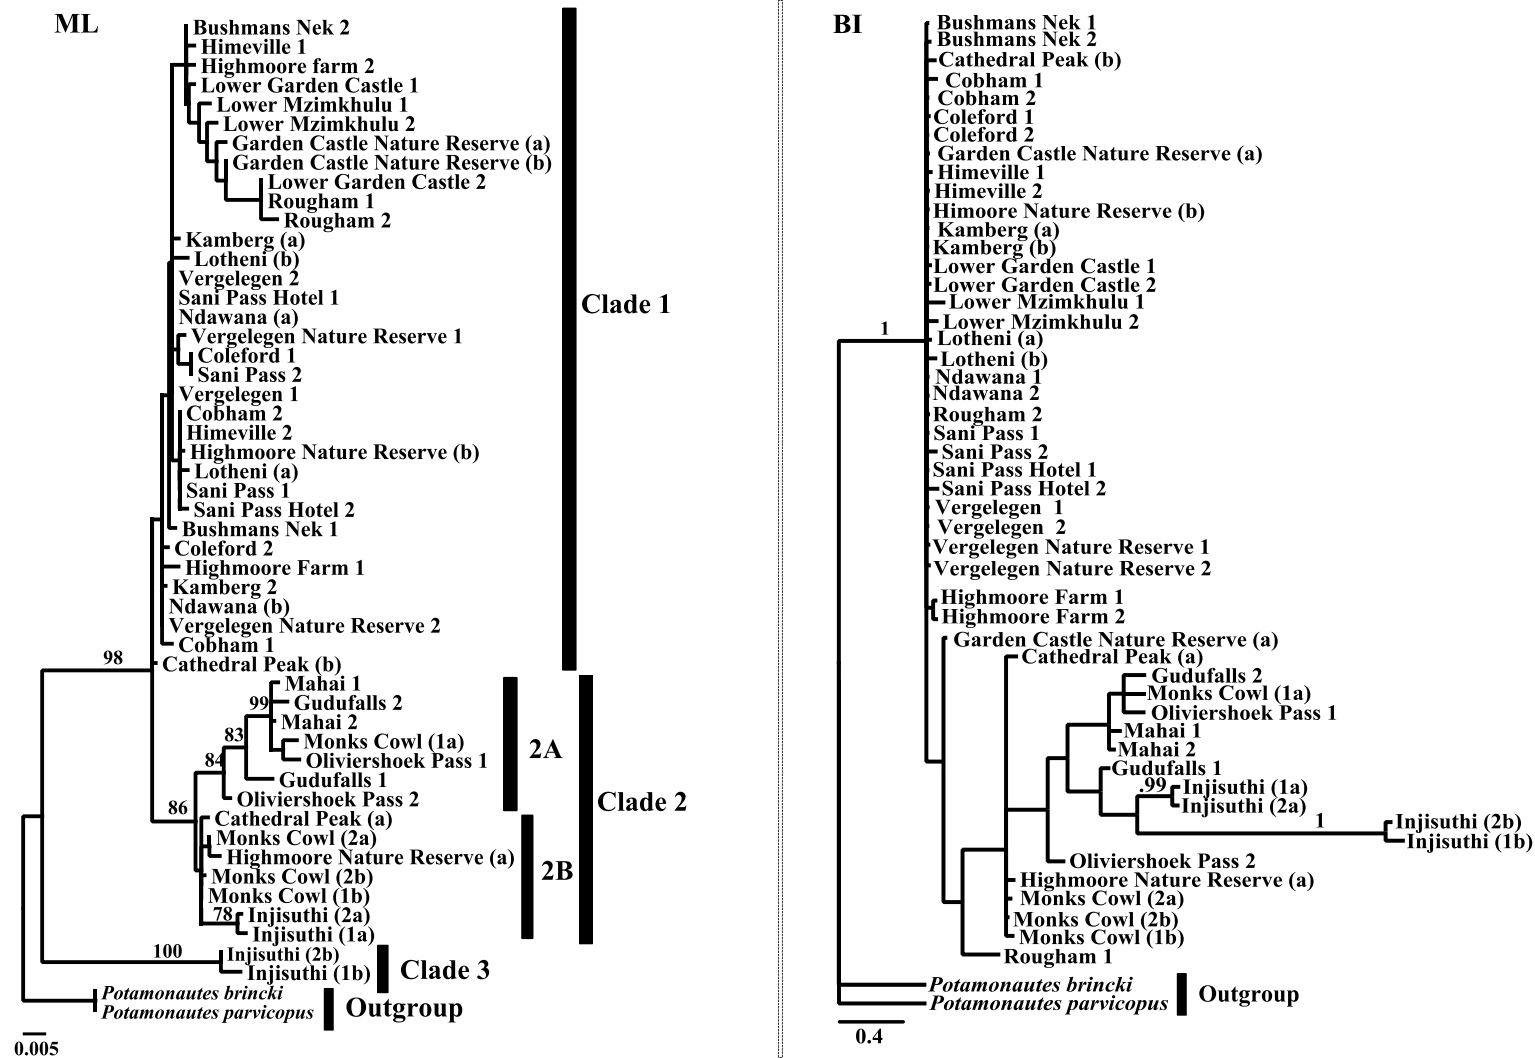 ML
Bushmans Nek 2
Himeville 1
Highmoore farm 2
Lower Garden Castle 1
Lower Mzimkhulu 1
Lower Mzimkhulu 2
Garden Castle Nature Reserve (a)
Garden Castle Nature Reserve (b)
Lower Garden Castle 2
Rougham 1
Rougham 2
Kamberg (a)
Lotheni (b)
Vergelegen 2
Sani Pass Hotel 1
Ndawana (a)
Vergelegen Nature Reserve 1
Coleford 1
Sani Pass 2
Vergelegen 1
Cobham 2
Himeville 2
Highmoore Nature Reserve (b)
Lotheni (a)
Sani Pass 1
Sani Pass Hotel 2
Bushmans Nek 1
Coleford 2
Highmoore Farm 1
Kamberg 2
Ndawana (b)
Vergelegen Nature Reserve 2
Cobham 1
Cathedral Peak (b)
Clade 1
98
Mahai 1
Gudufalls 2
99
Mahai 2
Monks Cowl (1a)
Oliviershoek Pass 1
83
Gudufalls 1
84
Oliviershoek Pass 2
2A
86
Cathedral Peak (a)
Monks Cowl (2a)
Highmoore Nature Reserve (a)
Monks Cowl (2b)
Monks Cowl (1b)
78
Injisuthi (2a)
Injisuthi (1a)
2B
Clade 2
100
Injisuthi (2b)
Injisuthi (1b)
Clade 3
Potamonautes brincki
Potamonautes parvicopus
Outgroup
0.005
BI
Bushmans Nek 1
Bushmans Nek 2
Cathedral Peak (b)
Cobham 1
Cobham 2
Coleford 1
Coleford 2
Garden Castle Nature Reserve (a)
Himeville 1
Himeville 2
Himoore Nature Reserve (b)
Kamberg (a)
Kamberg (b)
Lower Garden Castle 1
Lower Garden Castle 2
Lower Mzimkhulu 1
Lower Mzimkhulu 2
1
Lotheni (a)
Lotheni (b)
Ndawana 1
Ndawana 2
Rougham 2
Sani Pass 1
Sani Pass 2
Sani Pass Hotel 1
Sani Pass Hotel 2
Vergelegen 1
Vergelegen 2
Vergelegen Nature Reserve 1
Vergelegen Nature Reserve 2
Highmoore Farm 1
Highmoore Farm 2
Garden Castle Nature Reserve (a)
Cathedral Peak (a)
Gudufalls 2
Monks Cowl (1a)
Oliviershoek Pass 1
Mahai 1
Mahai 2
Gudufalls 1
.99
Injisuthi (1a)
Injisuthi (2a)
1
Injisuthi (2b)
Injisuthi (1b)
Oliviershoek Pass 2
Highmoore Nature Reserve (a)
Monks Cowl (2a)
Monks Cowl (2b)
Monks Cowl (1b)
Rougham 1
Potamonautes brincki
Potamonautes parvicopus
Outgroup
0.4